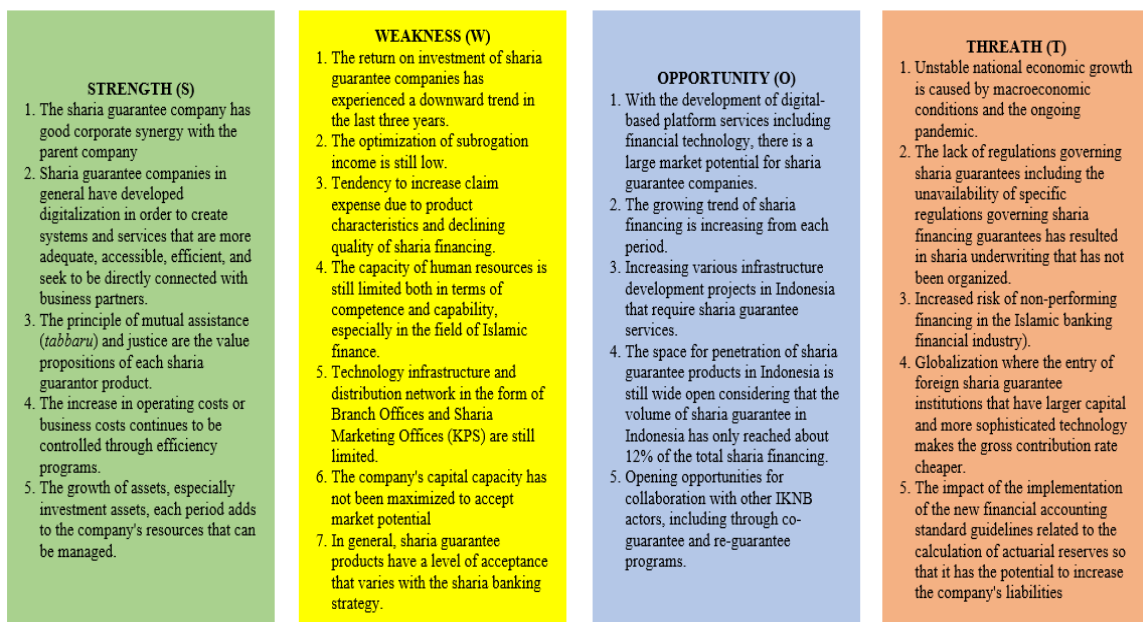 STRENGTH (S)
1. The sharia guarantee company has
good corporate synergy with the
parent company
2. Sharia guarantee companies in
general have developed
digitalization in order to create
systems and services that are more
adequate, accessible, efficient, and
seek to be directly connected with
business partners.
3. The principle of mutual assistance
(tabbaru) and justice are the value
propositions of each sharia
guarantor product.
4. The increase in operating costs or
business costs continues to be
controlled through efficiency
programs.
5. The growth of assets, especially
investment assets, each period adds
to the company's resources that can
be managed.
WEAKNESS (W)
1. The return on investment of sharia
guarantee companies has
experienced a downward trend in
the last three years.
2. The optimization of subrogation
income is still low.
3. Tendency to increase claim
expense due to product
characteristics and declining
quality of sharia financing.
4. The capacity of human resources is
still limited both in terms of
competence and capability,
especially in the field of Islamic
finance.
5. Technology infrastructure and
distribution network in the form of
Branch Offices and Sharia
Marketing Offices (KPS) are still
limited.
6. The company's capital capacity has
not been maximized to accept
market potential
7. In general, sharia guarantee
products have a level of acceptance
that varies with the sharia banking
strategy.
OPPORTUNITY (O)
1. With the development of digital-
based platform services including
financial technology, there is a
large market potential for sharia
guarantee companies.
2. The growing trend of sharia
financing is increasing from each
period.
3. Increasing various infrastructure
development projects in Indonesia
that require sharia guarantee
services.
4. The space for penetration of sharia
guarantee products in Indonesia is
still wide open considering that the
volume of sharia guarantee in
Indonesia has only reached about
12% of the total sharia financing.
5. Opening opportunities for
collaboration with other IKNB
actors, including through co-
guarantee and re-guarantee
programs.
THREATH (T)
1. Unstable national economic growth
is caused by macroeconomic
conditions and the ongoing
pandemic.
2. The lack of regulations governing
sharia guarantees including the
unavailability of specific
regulations governing sharia
financing guarantees has resulted
in sharia underwriting that has not
been organized.
3. Increased risk of non-performing
financing in the Islamic banking
financial industry).
4. Globalization where the entry of
foreign sharia guarantee
institutions that have larger capital
and more sophisticated technology
makes the gross contribution rate
cheaper.
5. The impact of the implementation
of the new financial accounting
standard guidelines related to the
calculation of actuarial reserves so
that it has the potential to increase
the company's liabilities